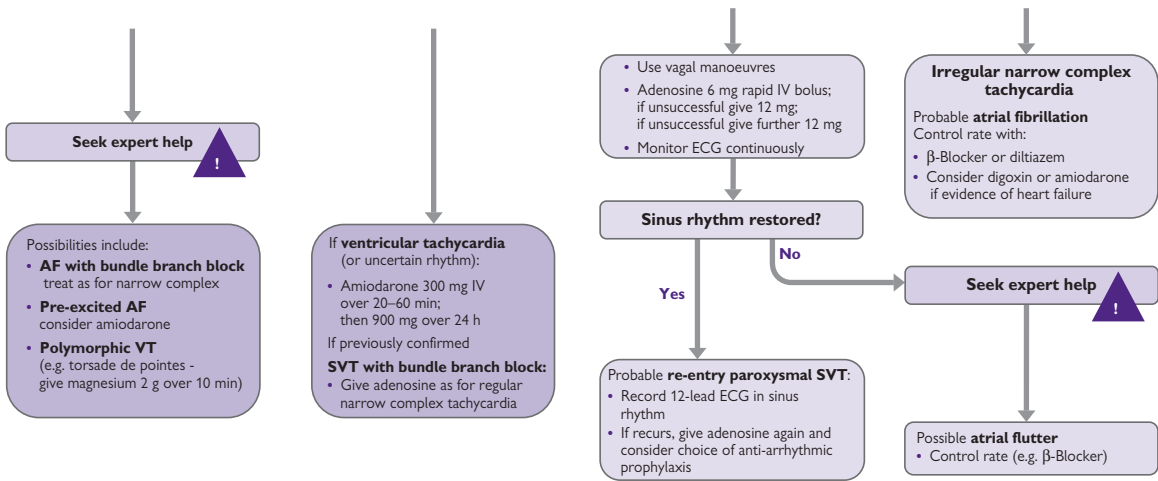 Seek expert help
!
Possibilities include:
• AF with bundle branch block
treat as for narrow complex
• Pre-excited AF
consider amiodarone
• Polymorphic VT
(e.g. torsade de pointes -
give magnesium 2 g over 10 min)
If ventricular tachycardia
(or uncertain rhythm):
• Amiodarone 300 mg IV
over 20–60 min;
then 900 mg over 24 h
If previously confirmed
SVT with bundle branch block:
• Give adenosine as for regular
narrow complex tachycardia
• Use vagal manoeuvres
• Adenosine 6 mg rapid IV bolus;
if unsuccessful give 12 mg;
if unsuccessful give further 12 mg
• Monitor ECG continuously
Sinus rhythm restored?
Yes
No
Probable re-entry paroxysmal SVT:
• Record 12-lead ECG in sinus
rhythm
• If recurs, give adenosine again and
consider choice of anti-arrhythmic
prophylaxis
Irregular narrow complex
tachycardia
Probable atrial fibrillation
Control rate with:
• β-Blocker or diltiazem
• Consider digoxin or amiodarone
if evidence of heart failure
Seek expert help
!
Possible atrial flutter
• Control rate (e.g. β-Blocker)